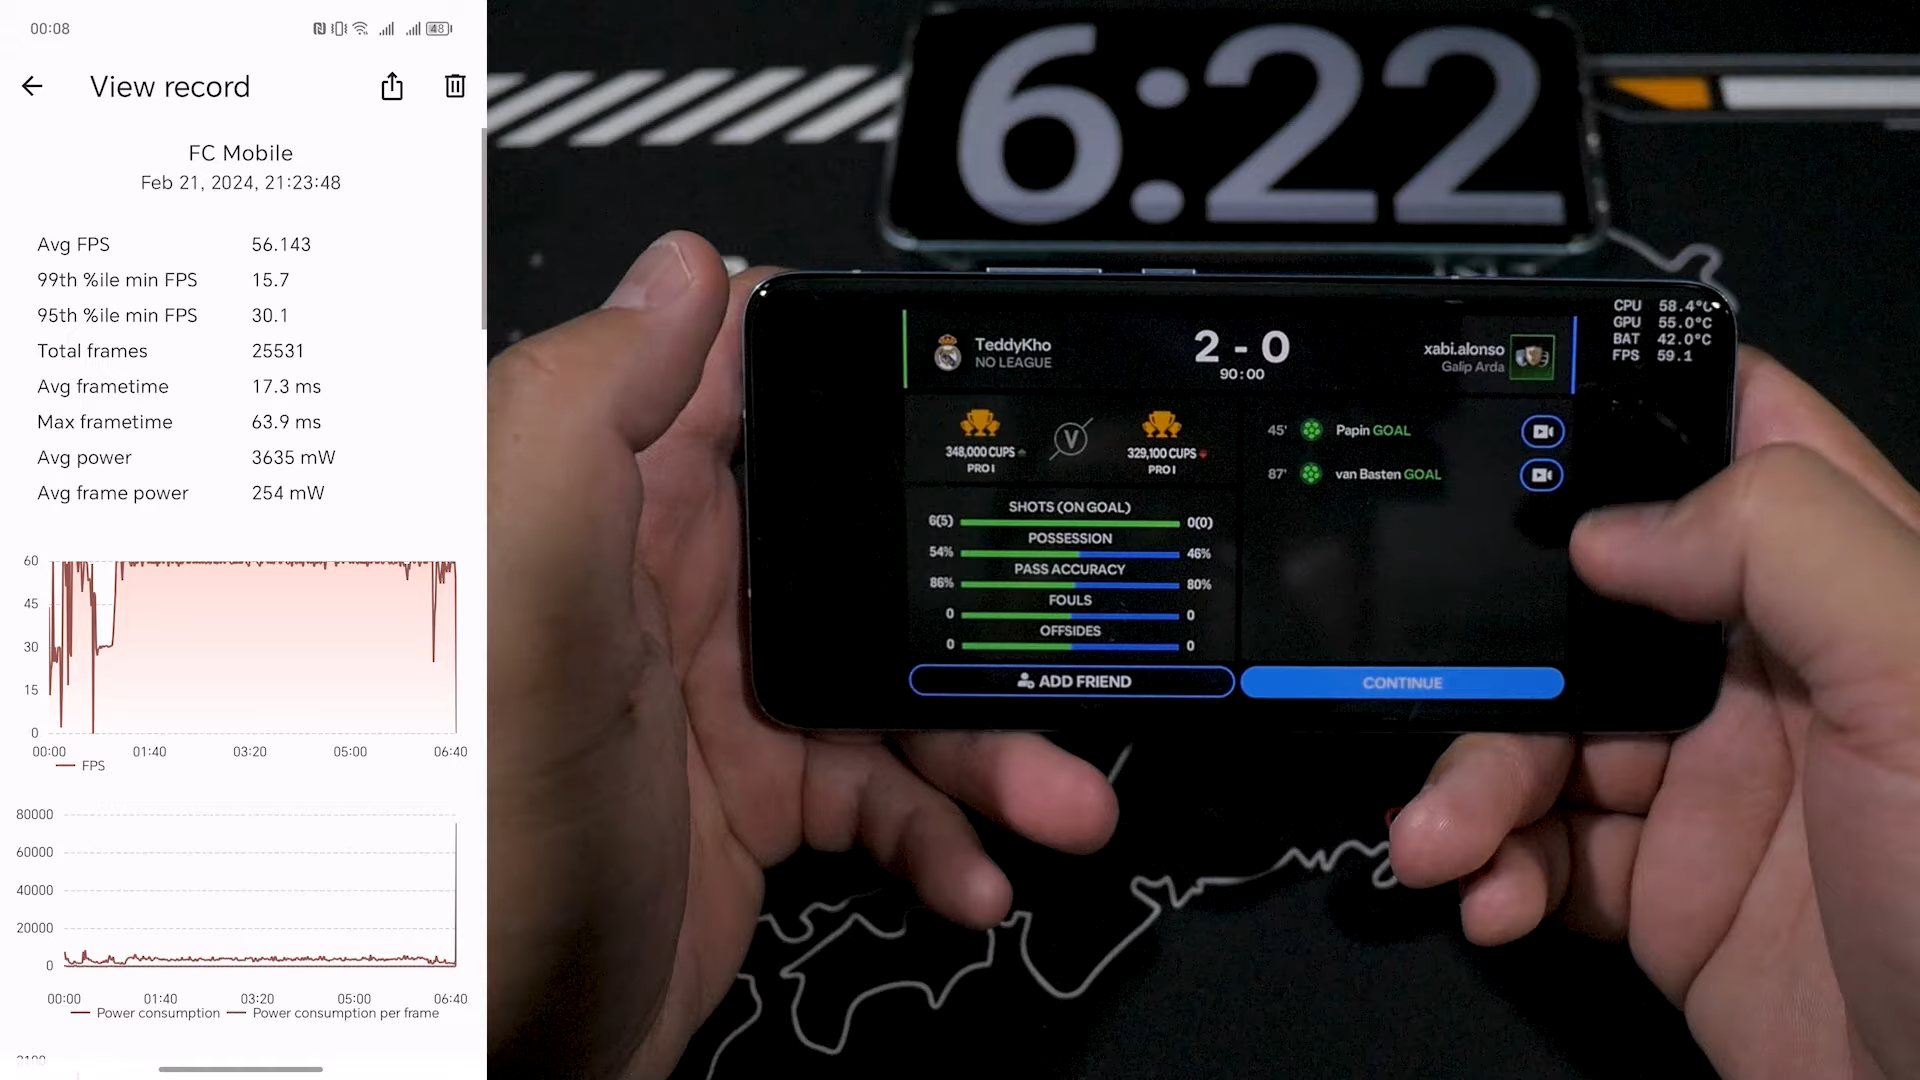 00:08
48
View record
FC Mobile
Feb 21, 2024, 21:23:48
Avg FPS 56.143
99th %ile min FPS 15.7
95th %ile min FPS 30.1
Total frames 25531
Avg frametime 17.3 ms
Max frametime 63.9 ms
Avg power 3635 mW
Avg frame power 254 mW
60
45
30
15
0
00:00 01:40 03:20 05:00 06:40
FPS
80000
60000
40000
20000
0
00:00 01:40 03:20 05:00 06:40
Power consumption Power consumption per frame
6:22
CPU 58.4°C
GPU 55.0°C
BAT 42.0°C
FPS 59.1
TeddyKho
NO LEAGUE
2 - 0
90:00
xabi.alonso
Galip Arda
348,000 CUPS
PRO I
V
329,100 CUPS
PRO I
45' Papin GOAL
87' van Basten GOAL
SHOTS (ON GOAL)
6(5) 0(0)
POSSESSION
54% 46%
PASS ACCURACY
86% 80%
FOULS
0 0
OFFSIDES
0 0
ADD FRIEND
CONTINUE